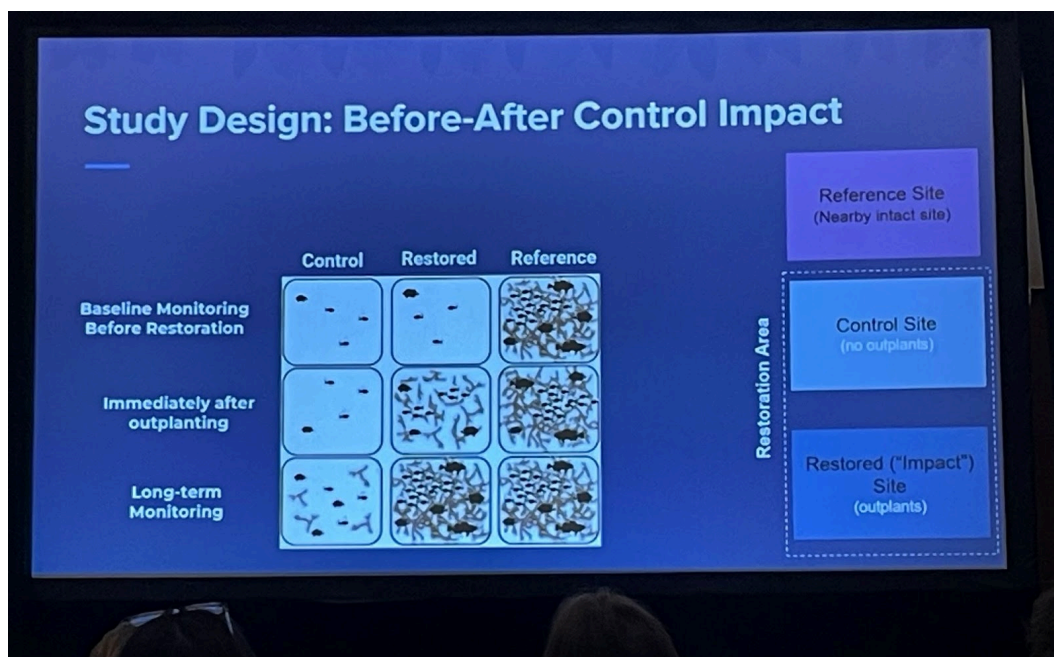 Study Design: Before-After Control Impact
Control Restored Reference
Baseline Monitoring
Before Restoration
Immediately after
outplanting
Long-term
Monitoring
Reference Site
(Nearby intact site)
Restoration Area
Control Site
(no outplants)
Restored ("Impact")
Site
(outplants)